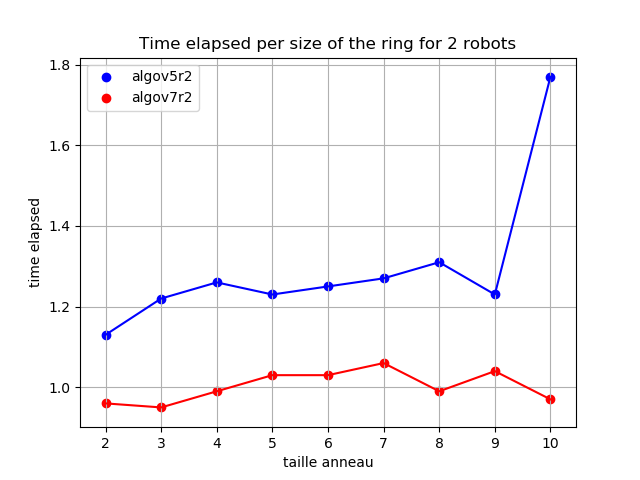 Time elapsed per size of the ring for 2 robots
algov5r2
algov7r2
time elapsed
1.8
1.6
1.4
1.2
1.0
2 3 4 5 6 7 8 9 10
taille anneau